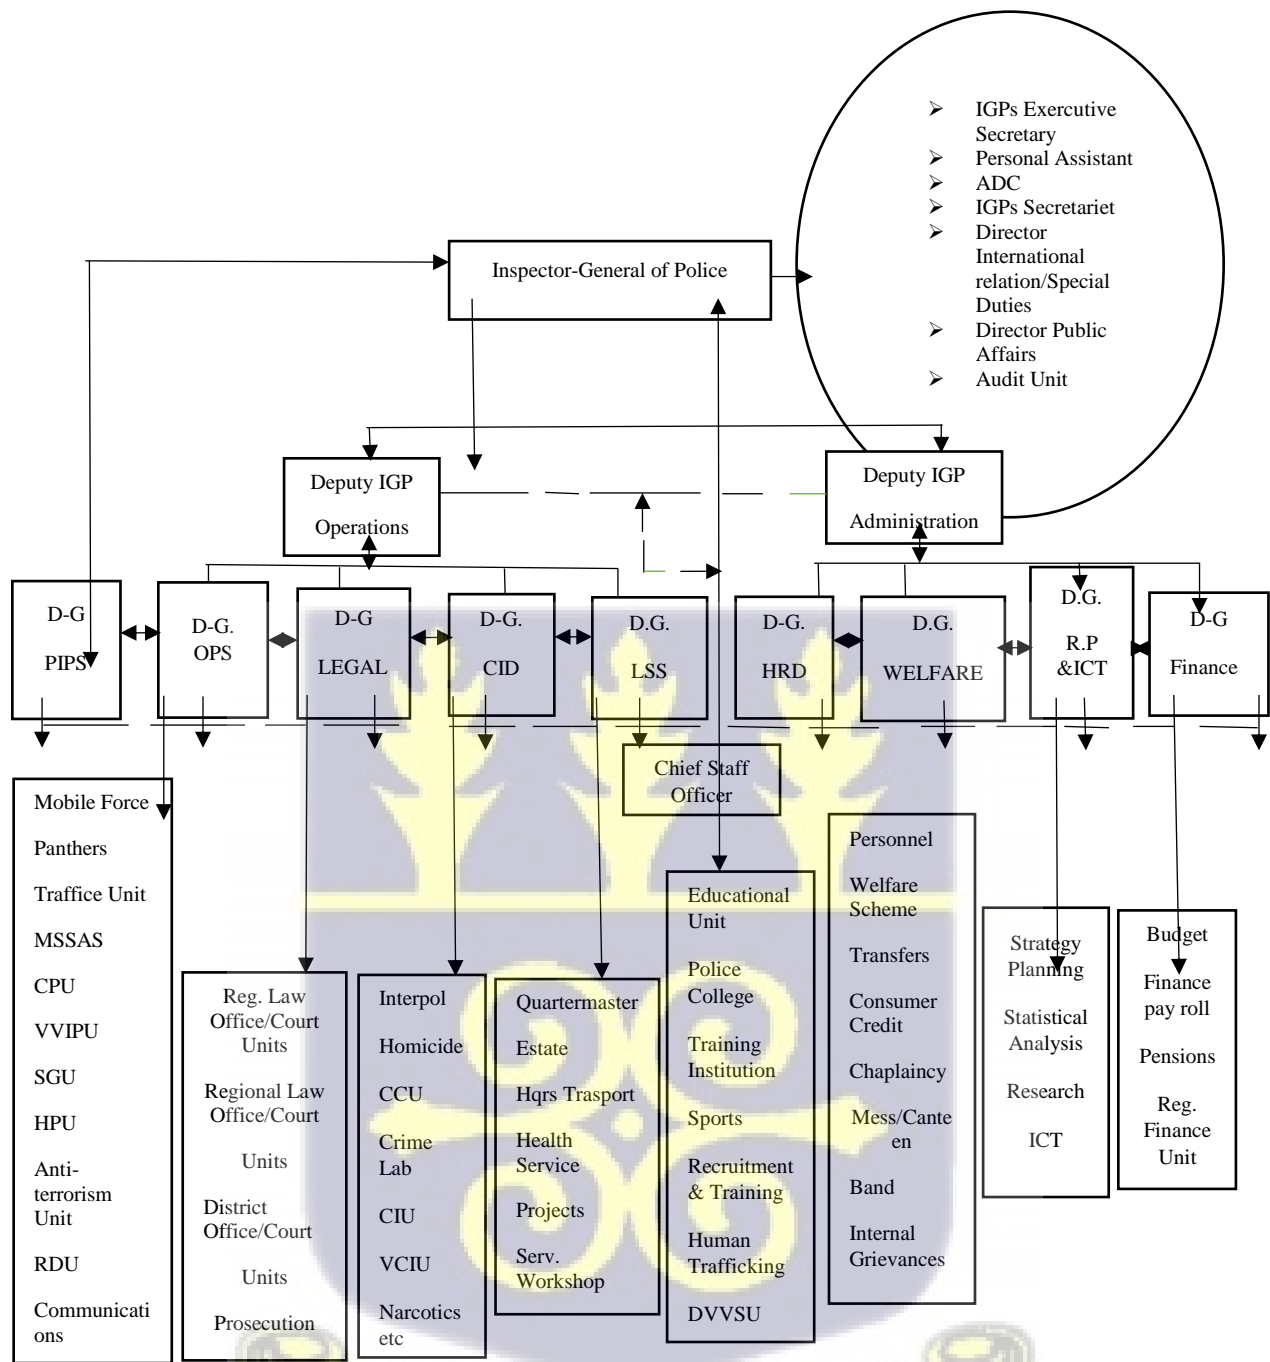 IGPs Exercutive
Secretary
Personal Assistant
ADC
IGPs Secretariet
Director
International
relation/Special
Duties
Director Public
Affairs
Audit Unit
Inspector-General of Police
Deputy IGP
Operations
Deputy IGP
Administration
D-G
PIPS
D-G.
OPS
D-G
LEGAL
D-G.
CID
D.G.
LSS
D-G.
HRD
D.G.
WELFARE
D.G.
R.P
&ICT
D-G
Finance
Chief Staff
Officer
Mobile Force
Panthers
Traffice Unit
MSSAS
CPU
VVIPU
SGU
HPU
Anti-
terrorism
Unit
RDU
Communicati
ons
Reg. Law
Office/Court
Units
Regional Law
Office/Court
Units
District
Office/Court
Units
Prosecution
Interpol
Homicide
CCU
Crime
Lab
CIU
VCIU
Narcotics
etc
Quartermaster
Estate
Hqrs Trasport
Health
Service
Projects
Serv.
Workshop
Educational
Unit
Police
College
Training
Institution
Sports
Recruitment
& Training
Human
Trafficking
DVVSU
Personnel
Welfare
Scheme
Transfers
Consumer
Credit
Chaplaincy
Mess/Cante
en
Band
Internal
Grievances
Strategy
Planning
Statistical
Analysis
Research
ICT
Budget
Finance
pay roll
Pensions
Reg.
Finance
Unit